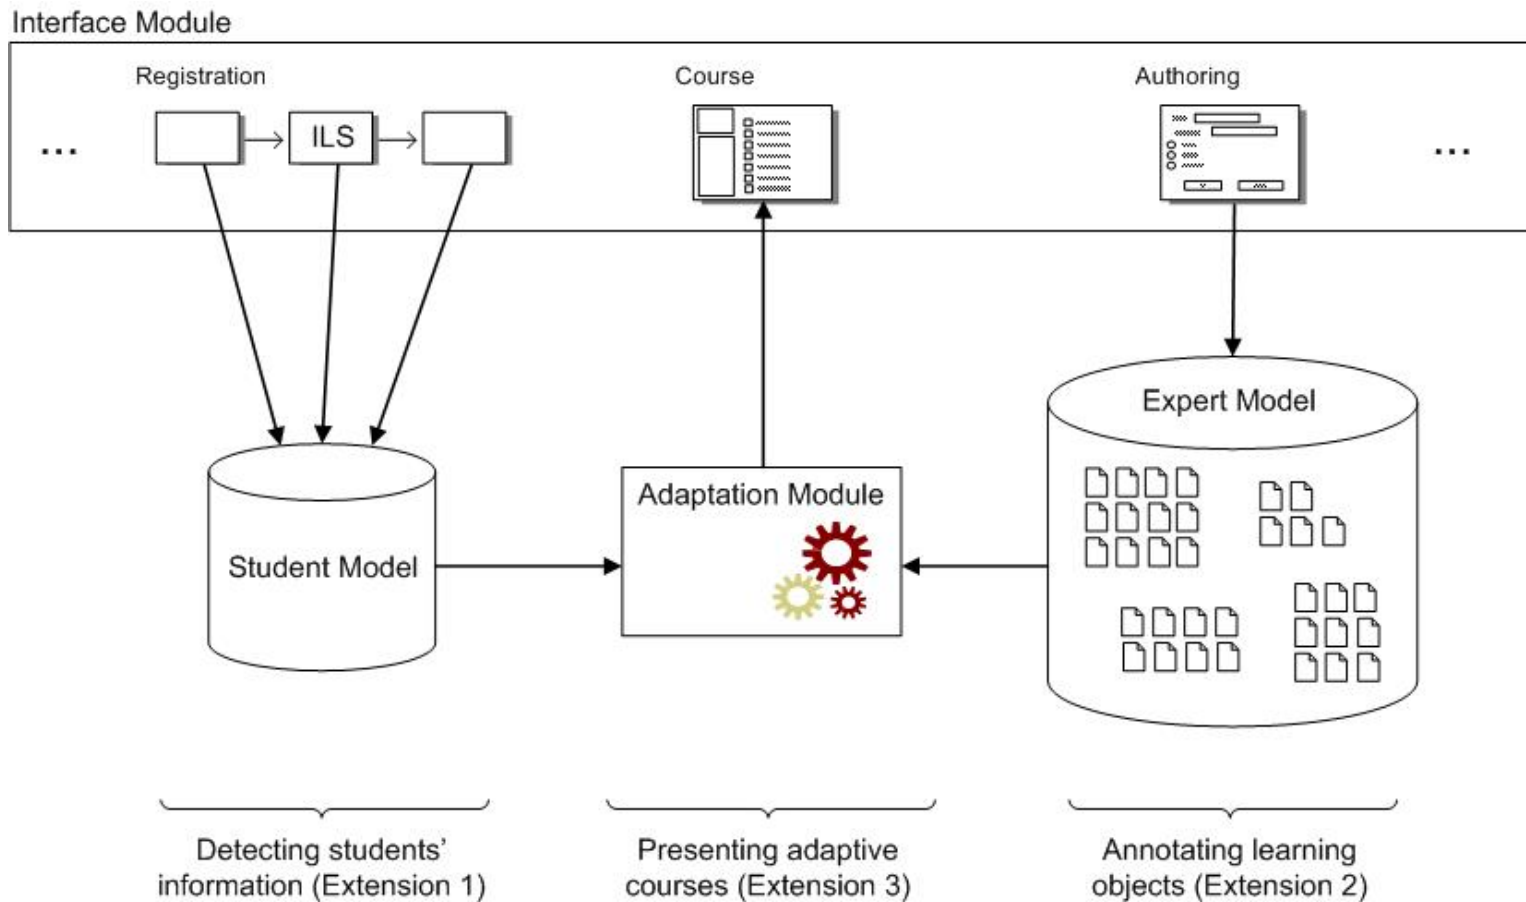 Interface Module
Registration
Course
Authoring
...
ILS
...
Expert Model
Adaptation Module
Student Model
Detecting students’
information (Extension 1)
Presenting adaptive
courses (Extension 3)
Annotating learning
objects (Extension 2)